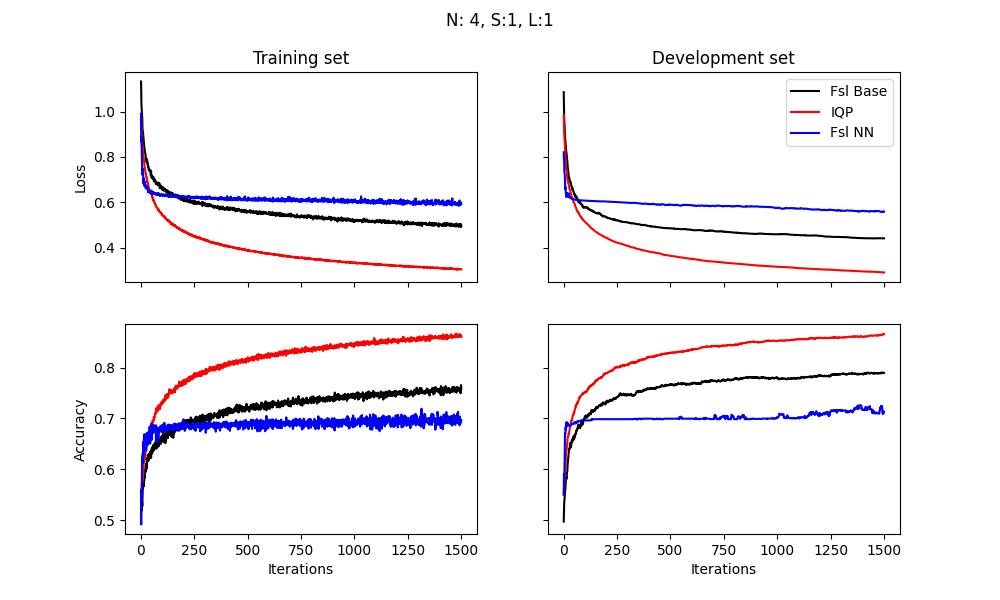 N: 4, S:1, L:1
Training set
Development set
Loss
1.0
0.8
0.6
0.4
Fsl Base
IQP
Fsl NN
Accuracy
0.8
0.7
0.6
0.5
0 250 500 750 1000 1250 1500
Iterations
0 250 500 750 1000 1250 1500
Iterations